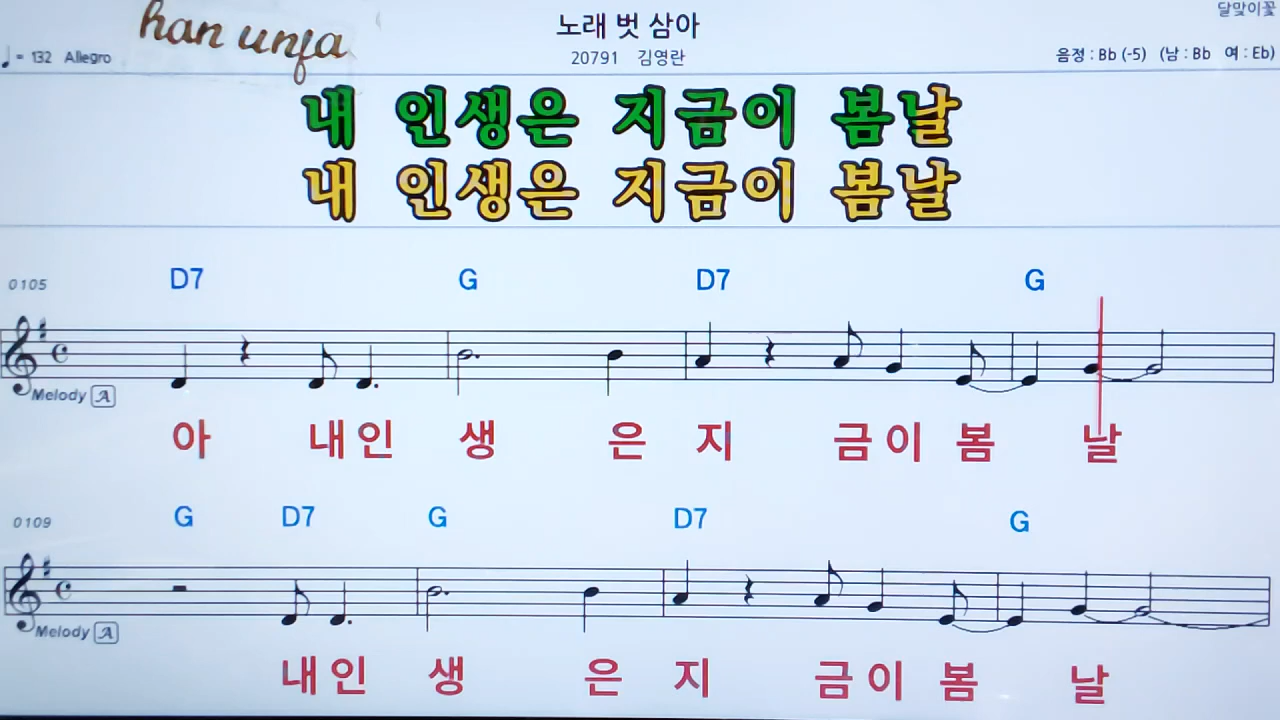 han unja
노래 벗 삼아
달맞이꽃
♩= 132 Allegro
20791 김영란
음정 : Bb (-5) (남 : Bb 여 : Eb)
내 인생은 지금이 봄날
내 인생은 지금이 봄날
0105 D7 G D7 G
Melody A
아 내 인 생 은 지 금 이 봄 날
0109 G D7 G D7 G
Melody A
내 인 생 은 지 금 이 봄 날